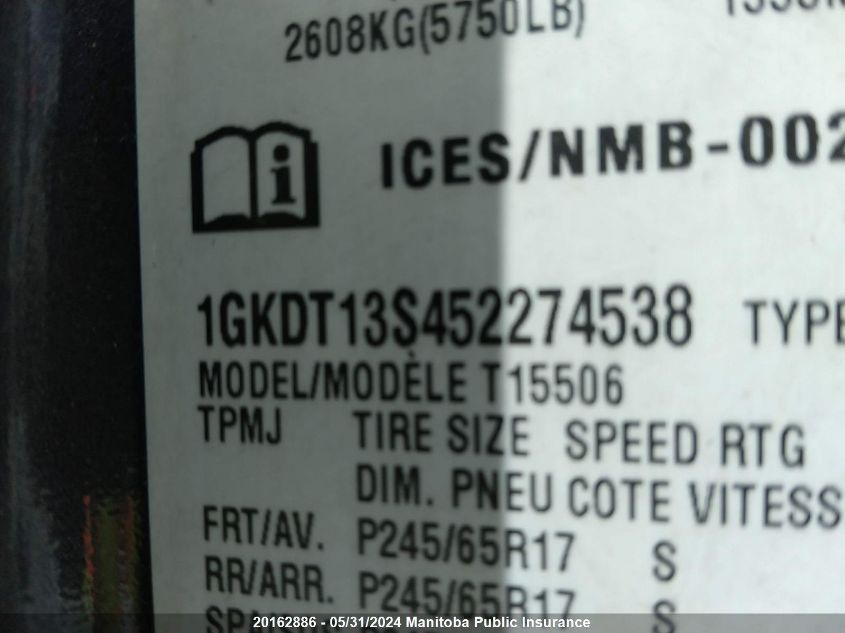 2608KG(5750LB)
ICES/NMB-002
1GKDT13S452274538 TYPE
MODEL/MODÈLE T15506
TPMJ TIRE SIZE SPEED RTG
DIM. PNEU COTE VITESS
FRT/AV. P245/65R17 S
RR/ARR. P245/65R17 S
20162886 - 05/31/2024 Manitoba Public Insurance